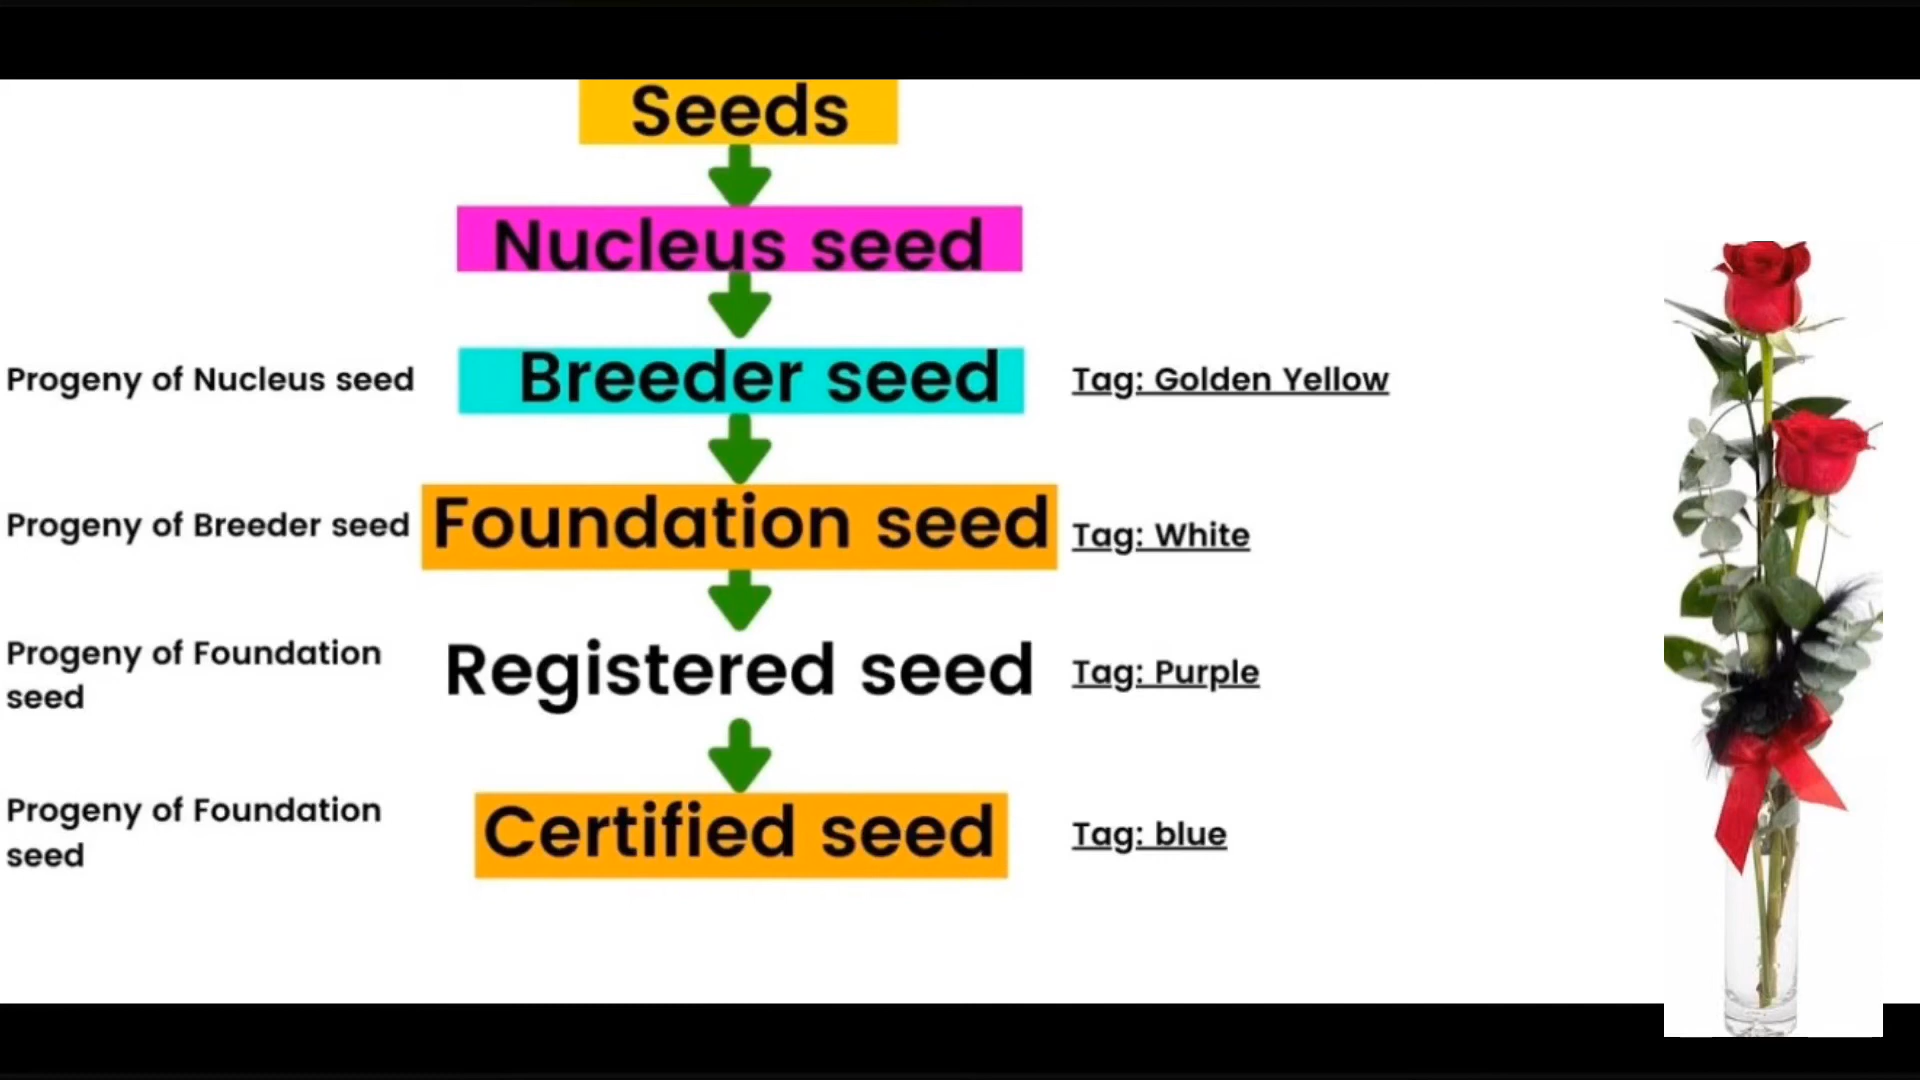 Seeds
Nucleus seed
Progeny of Nucleus seed
Breeder seed
Tag: Golden Yellow
Progeny of Breeder seed
Foundation seed
Tag: White
Progeny of Foundation
seed
Registered seed
Tag: Purple
Progeny of Foundation
seed
Certified seed
Tag: blue